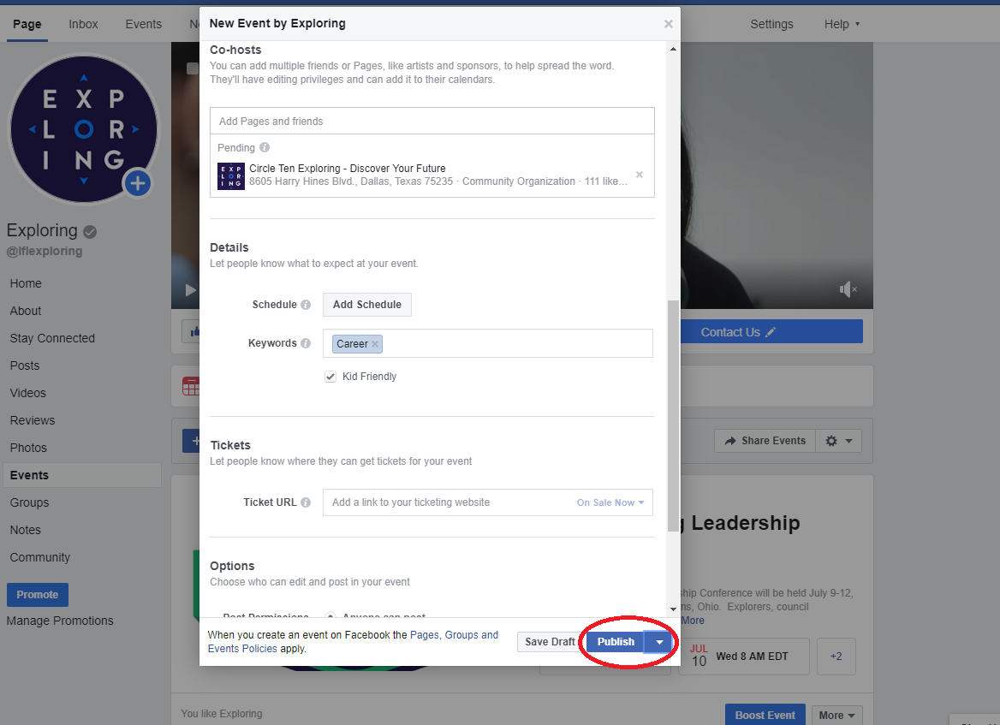 Page
Inbox
Events
Settings
Help
New Event by Exploring
Co-hosts
You can add multiple friends or Pages, like artists and sponsors, to help spread the word.
They'll have editing privileges and can add it to their calendars.
Add Pages and friends
Pending
EXP
LOR
ING
Circle Ten Exploring - Discover Your Future
8605 Harry Hines Blvd., Dallas, Texas 75235 · Community Organization · 111 like...
Details
Let people know what to expect at your event.
Schedule
Add Schedule
Keywords
Career
Kid Friendly
Tickets
Let people know where they can get tickets for your event
Ticket URL
Add a link to your ticketing website
On Sale Now
Options
Choose who can edit and post in your event
Post Permissions
Anyone can post
When you create an event on Facebook the Pages, Groups and
Events Policies apply.
Save Draft
Publish
EXP
LOR
ING
Exploring
@lflexploring
Home
About
Stay Connected
Posts
Videos
Reviews
Photos
Events
Groups
Notes
Community
Promote
Manage Promotions
Contact Us
Share Events
Leadership
ship Conference will be held July 9-12,
Ohio. Explorers, council
More
JUL
10
Wed 8 AM EDT
+2
You like Exploring
Boost Event
More